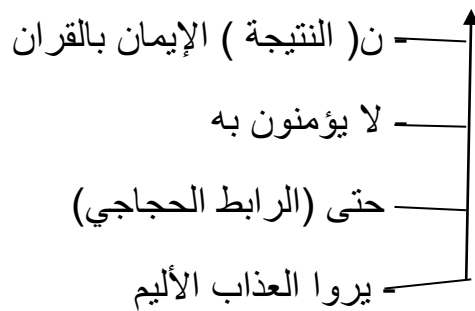 - ن( النتيجة ) الإيمان بالقران
- لا يؤمنون به
- حتى (الرابط الحجاجي)
- يروا العذاب الأليم